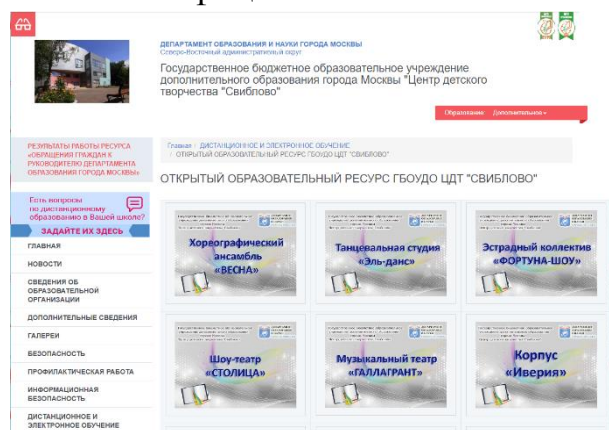 ДЕПАРТАМЕНТ ОБРАЗОВАНИЯ И НАУКИ ГОРОДА МОСКВЫ
Северо-Восточный административный округ
Государственное бюджетное образовательное учреждение
дополнительного образования города Москвы "Центр детского
творчества "Свиблово"
Образование Дополнительное
РЕЗУЛЬТАТЫ РАБОТЫ РЕСУРСА
«ОБРАЩЕНИЯ ГРАЖДАН К
РУКОВОДИТЕЛЮ ДЕПАРТАМЕНТА
ОБРАЗОВАНИЯ ГОРОДА МОСКВЫ»
Есть вопросы
по дистанционному
образованию в Вашей школе?
ЗАДАЙТЕ ИХ ЗДЕСЬ
ГЛАВНАЯ
НОВОСТИ
СВЕДЕНИЯ ОБ
ОБРАЗОВАТЕЛЬНОЙ
ОРГАНИЗАЦИИ
ДОПОЛНИТЕЛЬНЫЕ СВЕДЕНИЯ
ГАЛЕРЕИ
БЕЗОПАСНОСТЬ
ПРОФИЛАКТИЧЕСКАЯ РАБОТА
ИНФОРМАЦИОННАЯ
БЕЗОПАСНОСТЬ
ДИСТАНЦИОННОЕ И
ЭЛЕКТРОННОЕ ОБУЧЕНИЕ
Главная / ДИСТАНЦИОННОЕ И ЭЛЕКТРОННОЕ ОБУЧЕНИЕ
/ ОТКРЫТЫЙ ОБРАЗОВАТЕЛЬНЫЙ РЕСУРС ГБОУДО ЦДТ "СВИБЛОВО"
ОТКРЫТЫЙ ОБРАЗОВАТЕЛЬНЫЙ РЕСУРС ГБОУДО ЦДТ "СВИБЛОВО"
Хореографический
ансамбль
«ВЕСНА»
Танцевальная студия
«Эль-данс»
Эстрадный коллектив
«ФОРТУНА-ШОУ»
Шоу-театр
«СТОЛИЦА»
Музыкальный театр
«ГАЛЛАГРАНТ»
Корпус
«Иверия»